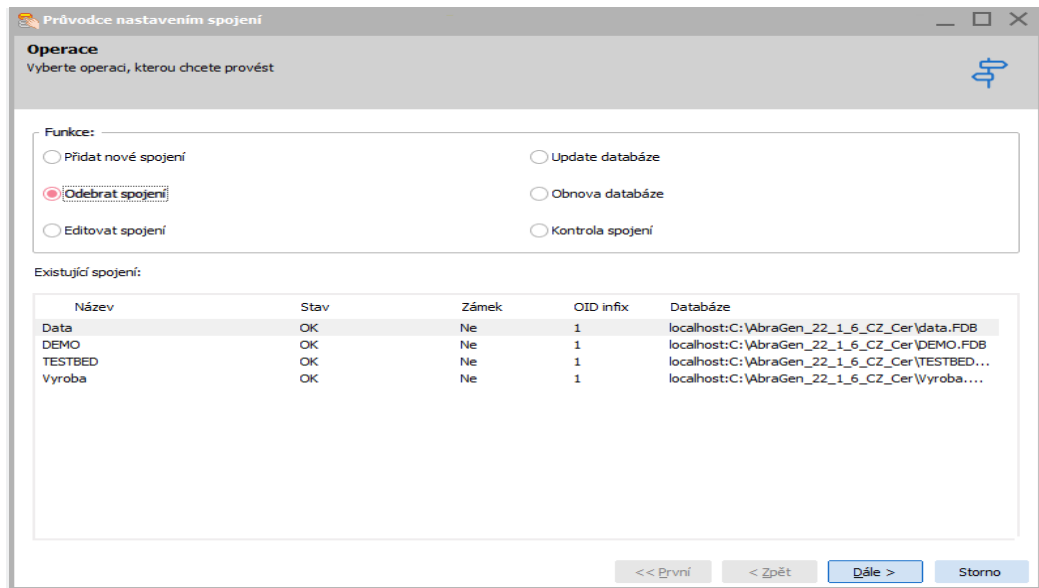 Průvodce nastavením spojení
Operace
Vyberte operaci, kterou chcete provést
Funkce:
Přidat nové spojení Update databáze
Odebrat spojení Obnova databáze
Editovat spojení Kontrola spojení
Existující spojení:
Název Stav Zámek OID infix Databáze
Data OK Ne 1 localhost:C:\AbraGen_22_1_6_CZ_Cer\data.FDB
DEMO OK Ne 1 localhost:C:\AbraGen_22_1_6_CZ_Cer\DEMO.FDB
TESTBED OK Ne 1 localhost:C:\AbraGen_22_1_6_CZ_Cer\TESTBED...
Vyroba OK Ne 1 localhost:C:\AbraGen_22_1_6_CZ_Cer\Vyroba....
<< První < Zpět Dále > Storno